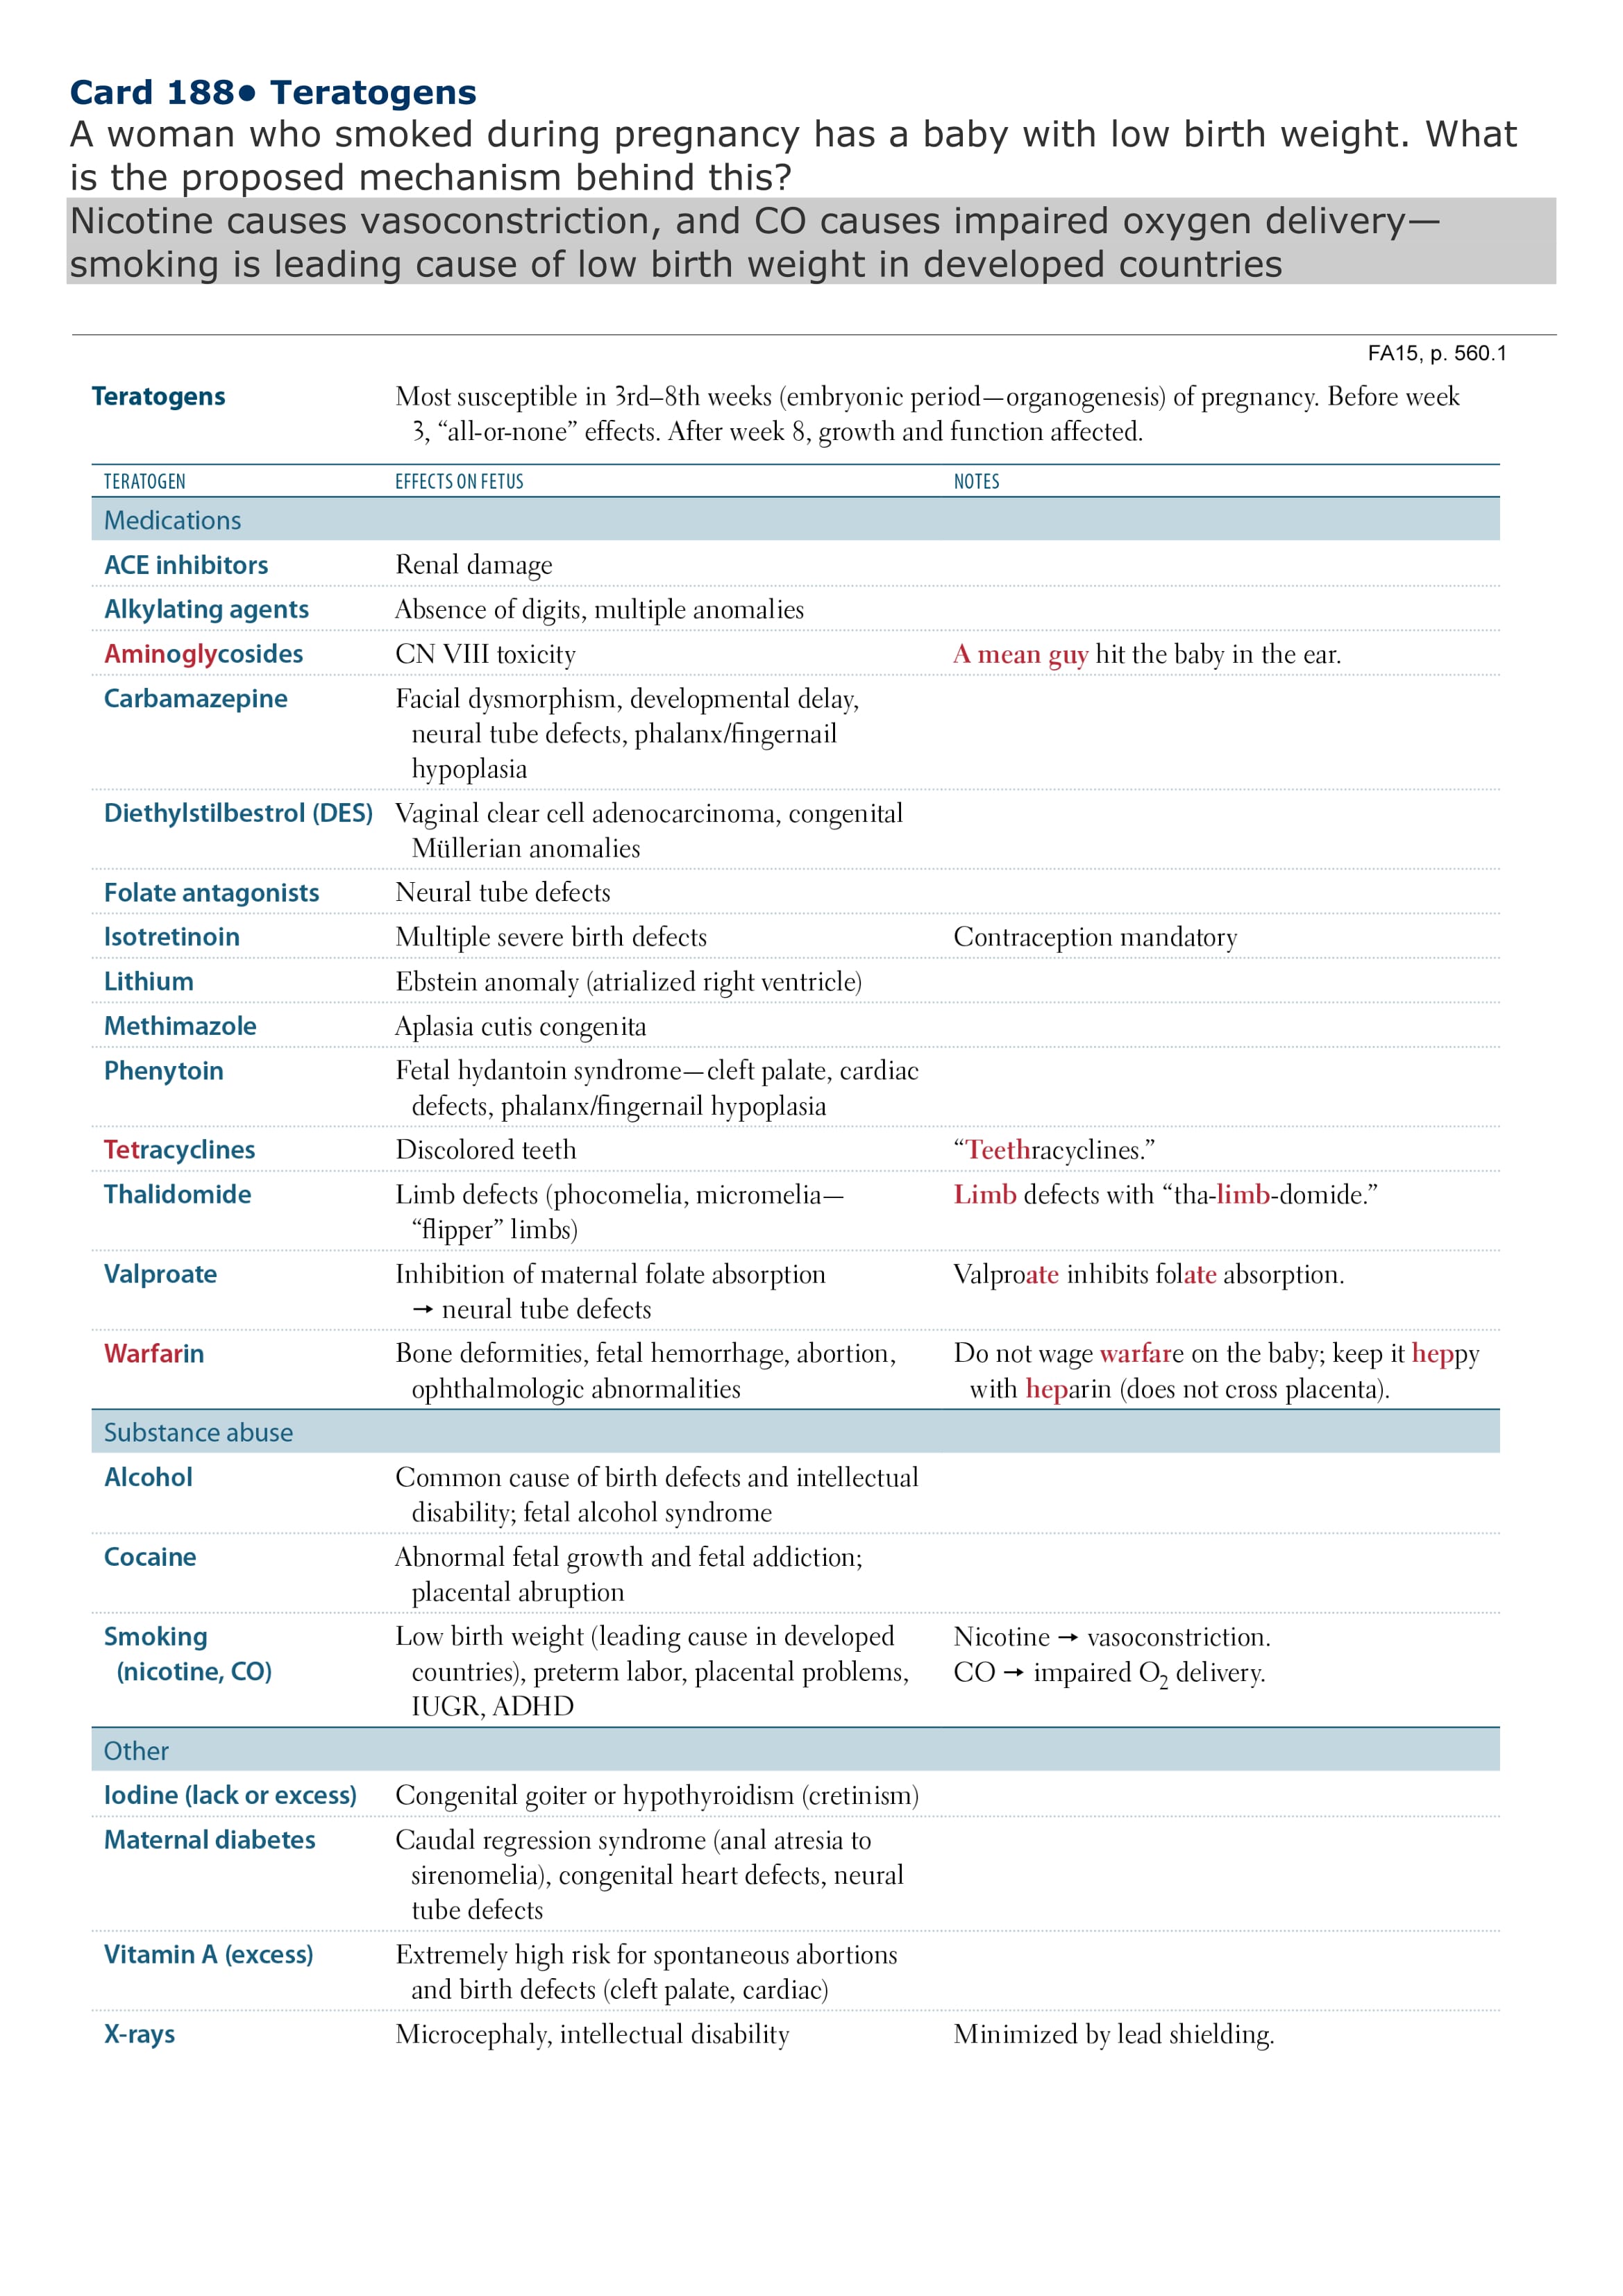 Card 188• Teratogens
A woman who smoked during pregnancy has a baby with low birth weight. What
is the proposed mechanism behind this?
Nicotine causes vasoconstriction, and CO causes impaired oxygen delivery—
smoking is leading cause of low birth weight in developed countries
FA15, p. 560.1
Teratogens Most susceptible in 3rd–8th weeks (embryonic period—organogenesis) of pregnancy. Before week
3, “all-or-none” effects. After week 8, growth and function affected.
TERATOGEN EFFECTS ON FETUS NOTES
Medications
ACE inhibitors Renal damage
Alkylating agents Absence of digits, multiple anomalies
Aminoglycosides CN VIII toxicity A mean guy hit the baby in the ear.
Carbamazepine Facial dysmorphism, developmental delay,
neural tube defects, phalanx/fingernail
hypoplasia
Diethylstilbestrol (DES) Vaginal clear cell adenocarcinoma, congenital
Müllerian anomalies
Folate antagonists Neural tube defects
Isotretinoin Multiple severe birth defects Contraception mandatory
Lithium Ebstein anomaly (atrialized right ventricle)
Methimazole Aplasia cutis congenita
Phenytoin Fetal hydantoin syndrome—cleft palate, cardiac
defects, phalanx/fingernail hypoplasia
Tetracyclines Discolored teeth “Teethracyclines.”
Thalidomide Limb defects (phocomelia, micromelia— Limb defects with “tha-limb-domide.”
“flipper” limbs)
Valproate Inhibition of maternal folate absorption Valproate inhibits folate absorption.
→ neural tube defects
Warfarin Bone deformities, fetal hemorrhage, abortion, Do not wage warfare on the baby; keep it heppy
ophthalmologic abnormalities with heparin (does not cross placenta).
Substance abuse
Alcohol Common cause of birth defects and intellectual
disability; fetal alcohol syndrome
Cocaine Abnormal fetal growth and fetal addiction;
placental abruption
Smoking Low birth weight (leading cause in developed Nicotine → vasoconstriction.
(nicotine, CO) countries), preterm labor, placental problems, CO → impaired O₂ delivery.
IUGR, ADHD
Other
Iodine (lack or excess) Congenital goiter or hypothyroidism (cretinism)
Maternal diabetes Caudal regression syndrome (anal atresia to
sirenomelia), congenital heart defects, neural
tube defects
Vitamin A (excess) Extremely high risk for spontaneous abortions
and birth defects (cleft palate, cardiac)
X-rays Microcephaly, intellectual disability Minimized by lead shielding.